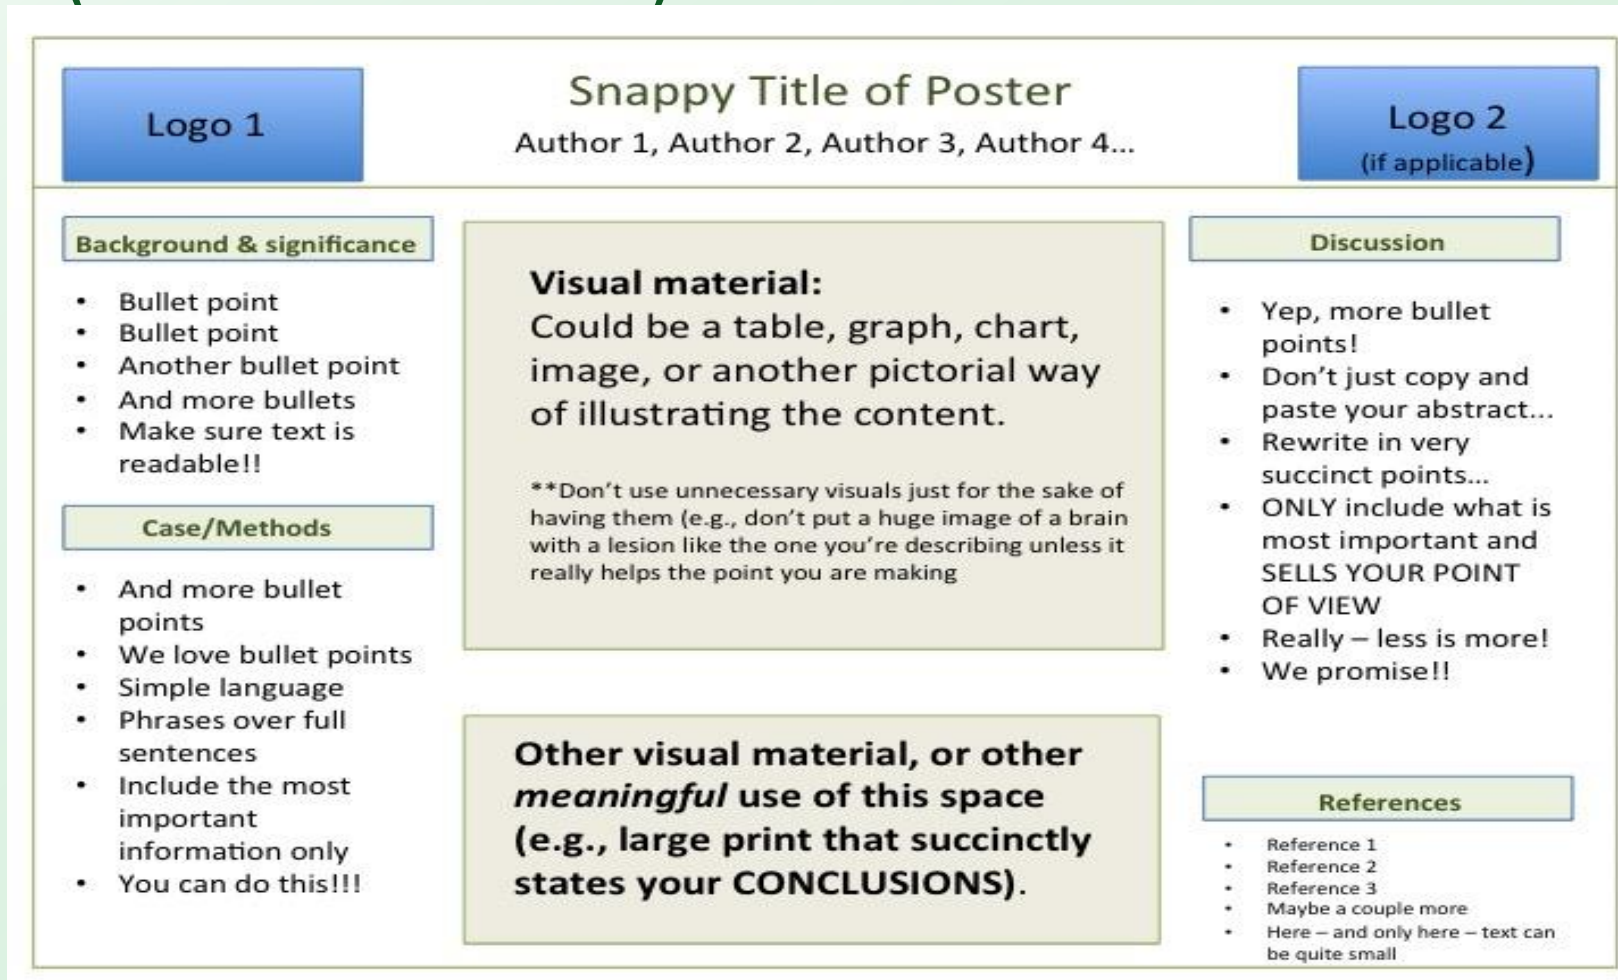 Logo 1
Snappy Title of Poster
Author 1, Author 2, Author 3, Author 4...
Logo 2
(if applicable)
Background & significance
• Bullet point
• Bullet point
• Another bullet point
• And more bullets
• Make sure text is
readable!!
Case/Methods
• And more bullet
points
• We love bullet points
• Simple language
• Phrases over full
sentences
• Include the most
important
information only
• You can do this!!!
Visual material:
Could be a table, graph, chart,
image, or another pictorial way
of illustrating the content.
**Don't use unnecessary visuals just for the sake of
having them (e.g., don't put a huge image of a brain
with a lesion like the one you're describing unless it
really helps the point you are making
Other visual material, or other
meaningful use of this space
(e.g., large print that succinctly
states your CONCLUSIONS).
Discussion
• Yep, more bullet
points!
• Don't just copy and
paste your abstract...
• Rewrite in very
succinct points...
• ONLY include what is
most important and
SELLS YOUR POINT
OF VIEW
• Really – less is more!
• We promise!!
References
• Reference 1
• Reference 2
• Reference 3
• Maybe a couple more
• Here – and only here – text can
be quite small